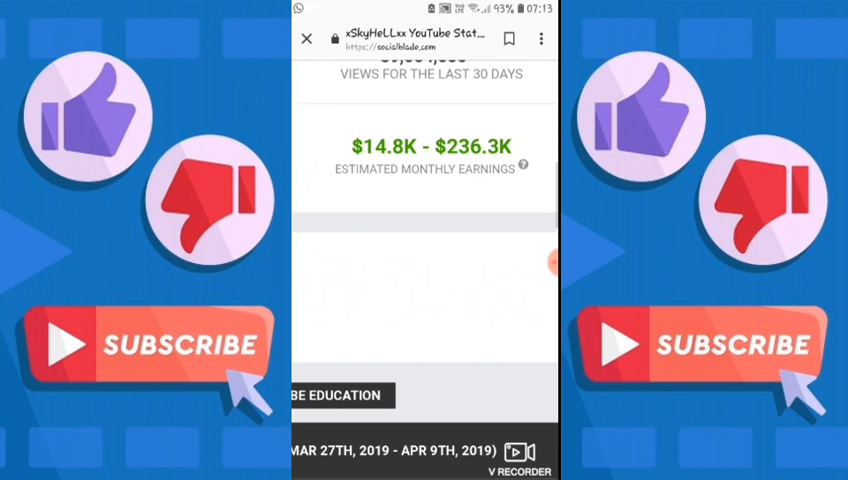 93% 07:13
xSkyHeLLxx YouTube Stat...
https://socialblade.com
VIEWS FOR THE LAST 30 DAYS
$14.8K - $236.3K
ESTIMATED MONTHLY EARNINGS ?
SUBSCRIBE
SUBSCRIBE
BE EDUCATION
MAR 27TH, 2019 - APR 9TH, 2019)
V RECORDER